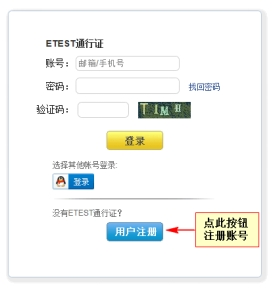 ETEST通行证
账号： 邮箱/手机号
密码： 找回密码
验证码： TIMH
登录
选择其他帐号登录:
登录
没有ETEST通行证?
用户注册
点此按钮
注册账号